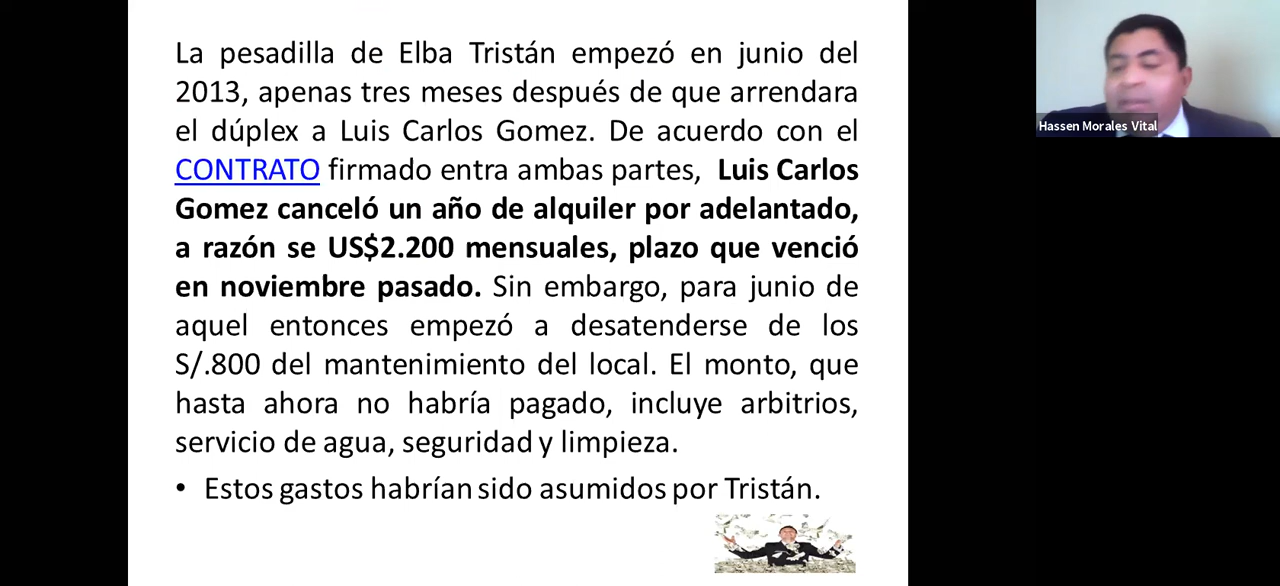 La pesadilla de Elba Tristán empezó en junio del
2013, apenas tres meses después de que arrendara
el dúplex a Luis Carlos Gomez. De acuerdo con el
CONTRATO firmado entra ambas partes, Luis Carlos
Gomez canceló un año de alquiler por adelantado,
a razón se US$2.200 mensuales, plazo que venció
en noviembre pasado. Sin embargo, para junio de
aquel entonces empezó a desatenderse de los
S/.800 del mantenimiento del local. El monto, que
hasta ahora no habría pagado, incluye arbitrios,
servicio de agua, seguridad y limpieza.
• Estos gastos habrían sido asumidos por Tristán.
Hassen Morales Vital